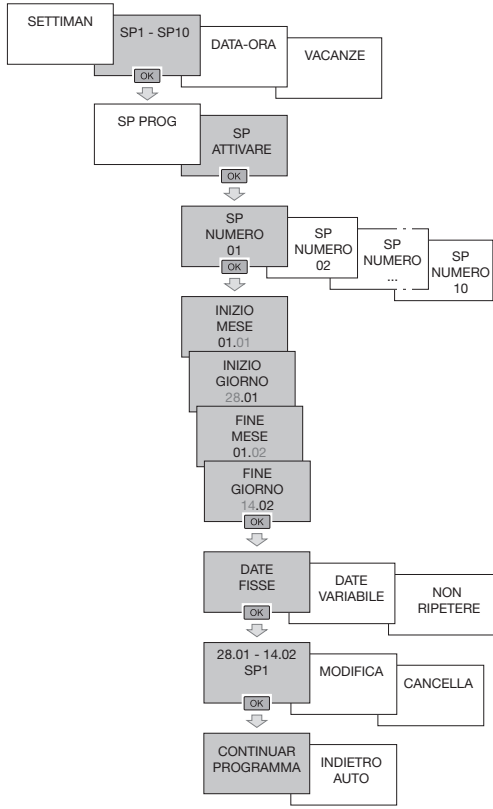 SETTIMAN
SP1 - SP10
DATA-ORA
VACANZE
OK
SP PROG
SP
ATTIVARE
OK
SP
NUMERO
01
SP
NUMERO
02
SP
NUMERO
...
SP
NUMERO
10
OK
INIZIO
MESE
01.01
INIZIO
GIORNO
28.01
FINE
MESE
01.02
FINE
GIORNO
14.02
OK
DATE
FISSE
DATE
VARIABILE
NON
RIPETERE
OK
28.01 - 14.02
SP1
MODIFICA
CANCELLA
OK
CONTINUAR
PROGRAMMA
INDIETRO
AUTO